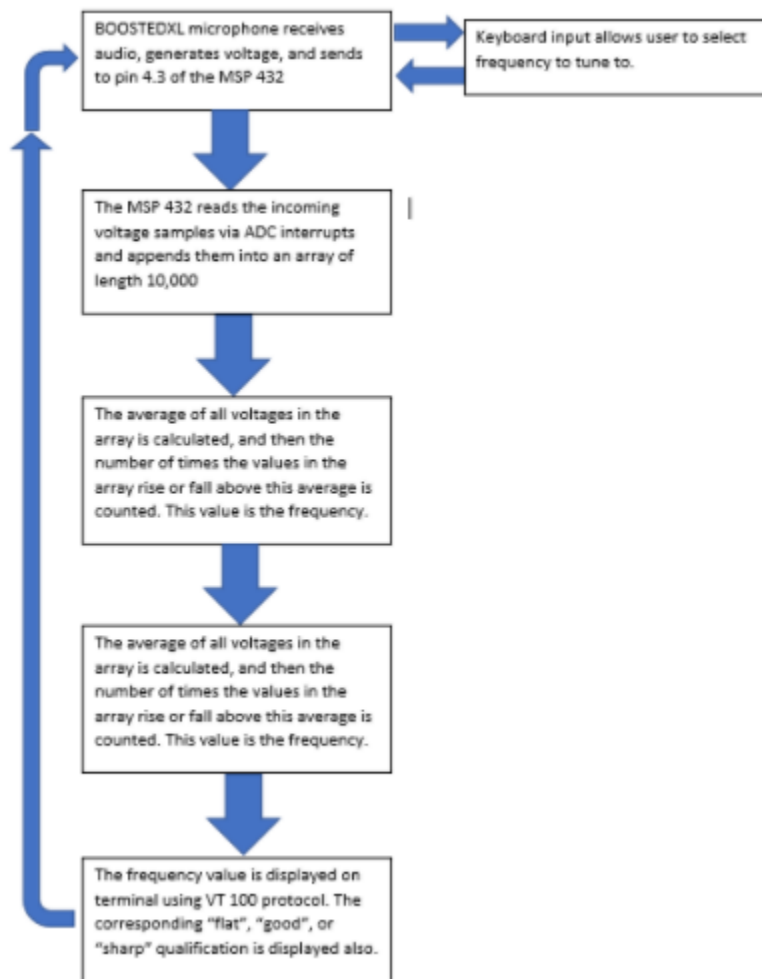 BOOSTEDXL microphone receives
audio, generates voltage, and sends
to pin 4.3 of the MSP 432
Keyboard input allows user to select
frequency to tune to.
The MSP 432 reads the incoming
voltage samples via ADC interrupts
and appends them into an array of
length 10,000
The average of all voltages in the
array is calculated, and then the
number of times the values in the
array rise or fall above this average is
counted. This value is the frequency.
The average of all voltages in the
array is calculated, and then the
number of times the values in the
array rise or fall above this average is
counted. This value is the frequency.
The frequency value is displayed on
terminal using VT 100 protocol. The
corresponding “flat”, “good”, or
“sharp” qualification is displayed also.